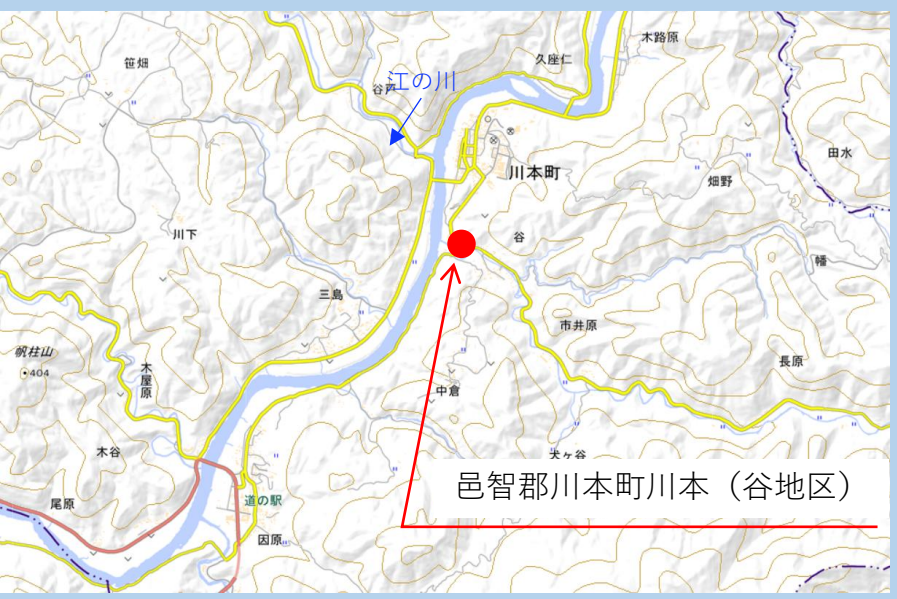 木路原
久座仁
笹畑
谷戸
江の川
田水
川本町
畑野
川下
谷
幡
三島
市井原
帆柱山
404
木屋原
長原
中倉
木谷
犬ヶ谷
邑智郡川本町川本（谷地区）
尾原
道の駅
因原